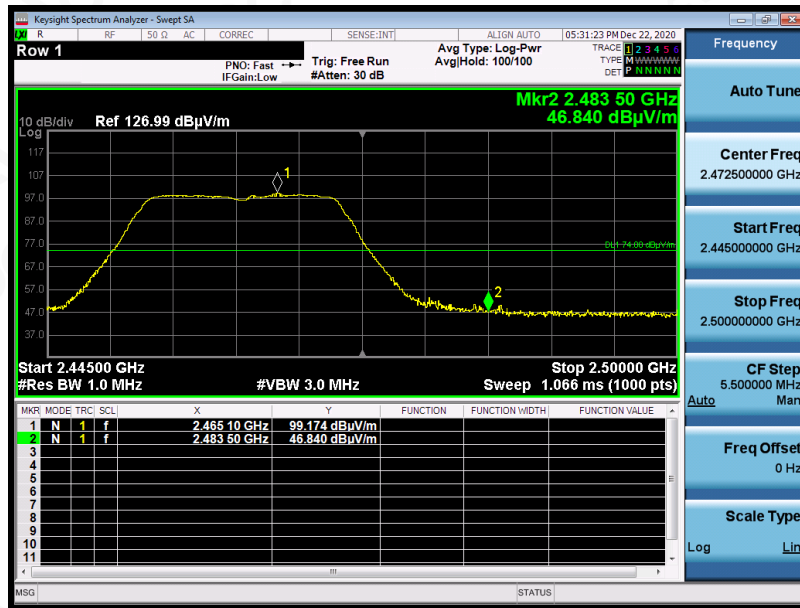 Keysight Spectrum Analyzer - Swept SA
LXI R RF 50 Ω AC CORREC SENSE:INT ALIGN AUTO 05:31:23 PM Dec 22, 2020
Row 1
PNO: Fast
IFGain:Low
Trig: Free Run
#Atten: 30 dB
Avg Type: Log-Pwr
Avg|Hold: 100/100
TRACE 1 2 3 4 5 6
TYPE M WWWWW
DET P N N N N N
Mkr2 2.483 50 GHz
46.840 dBµV/m
10 dB/div Ref 126.99 dBµV/m
Log
117
107
97.0
87.0
77.0
67.0
57.0
47.0
37.0
1
2
DL1 74.00 dBµV/m
Start 2.44500 GHz Stop 2.50000 GHz
#Res BW 1.0 MHz #VBW 3.0 MHz Sweep 1.066 ms (1000 pts)
MKR MODE TRC SCL X Y FUNCTION FUNCTION WIDTH FUNCTION VALUE
1 N 1 f 2.465 10 GHz 99.174 dBµV/m
2 N 1 f 2.483 50 GHz 46.840 dBµV/m
3
4
5
6
7
8
9
10
11
MSG STATUS
Frequency
Auto Tune
Center Freq
2.472500000 GHz
Start Freq
2.445000000 GHz
Stop Freq
2.500000000 GHz
CF Step
5.500000 MHz
Auto Man
Freq Offset
0 Hz
Scale Type
Log Lin